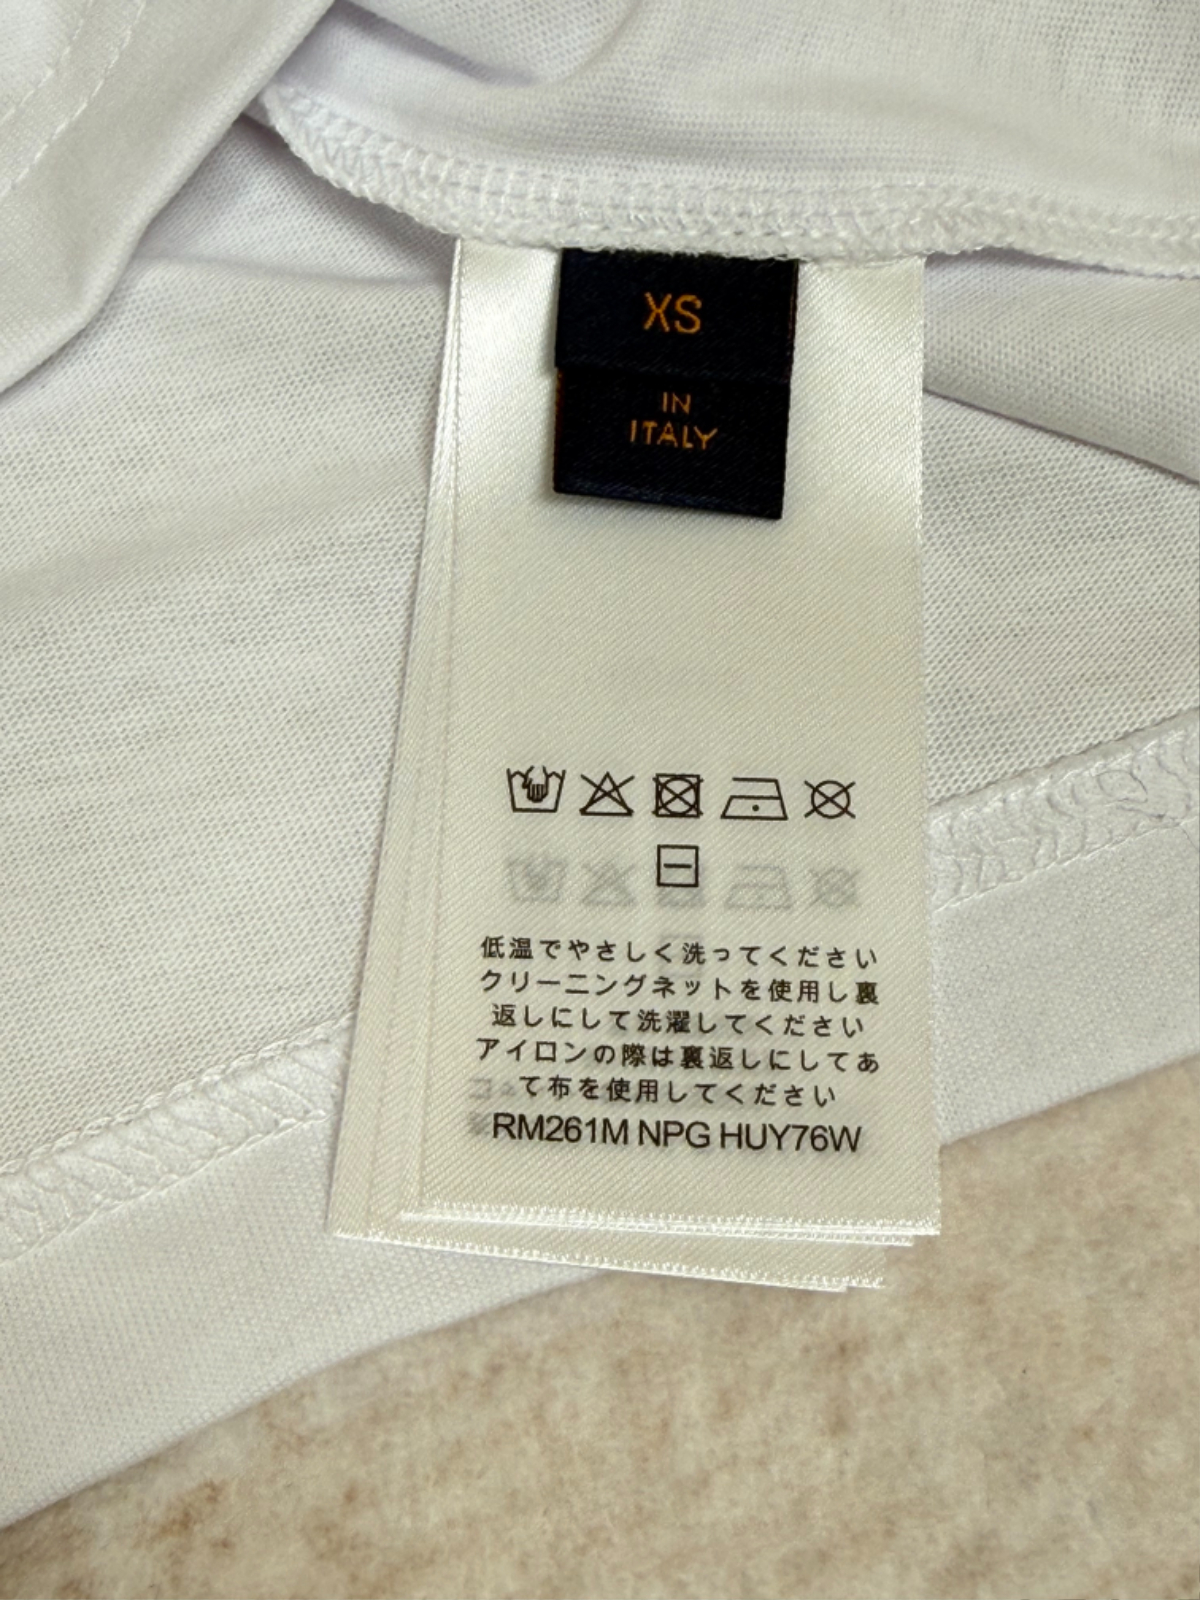 XS
IN
ITALY
低温でやさしく洗ってください
クリーニングネットを使用し裏
返しにして洗濯してください
アイロンの際は裏返しにしてあ
て布を使用してください
RM261M NPG HUY76W